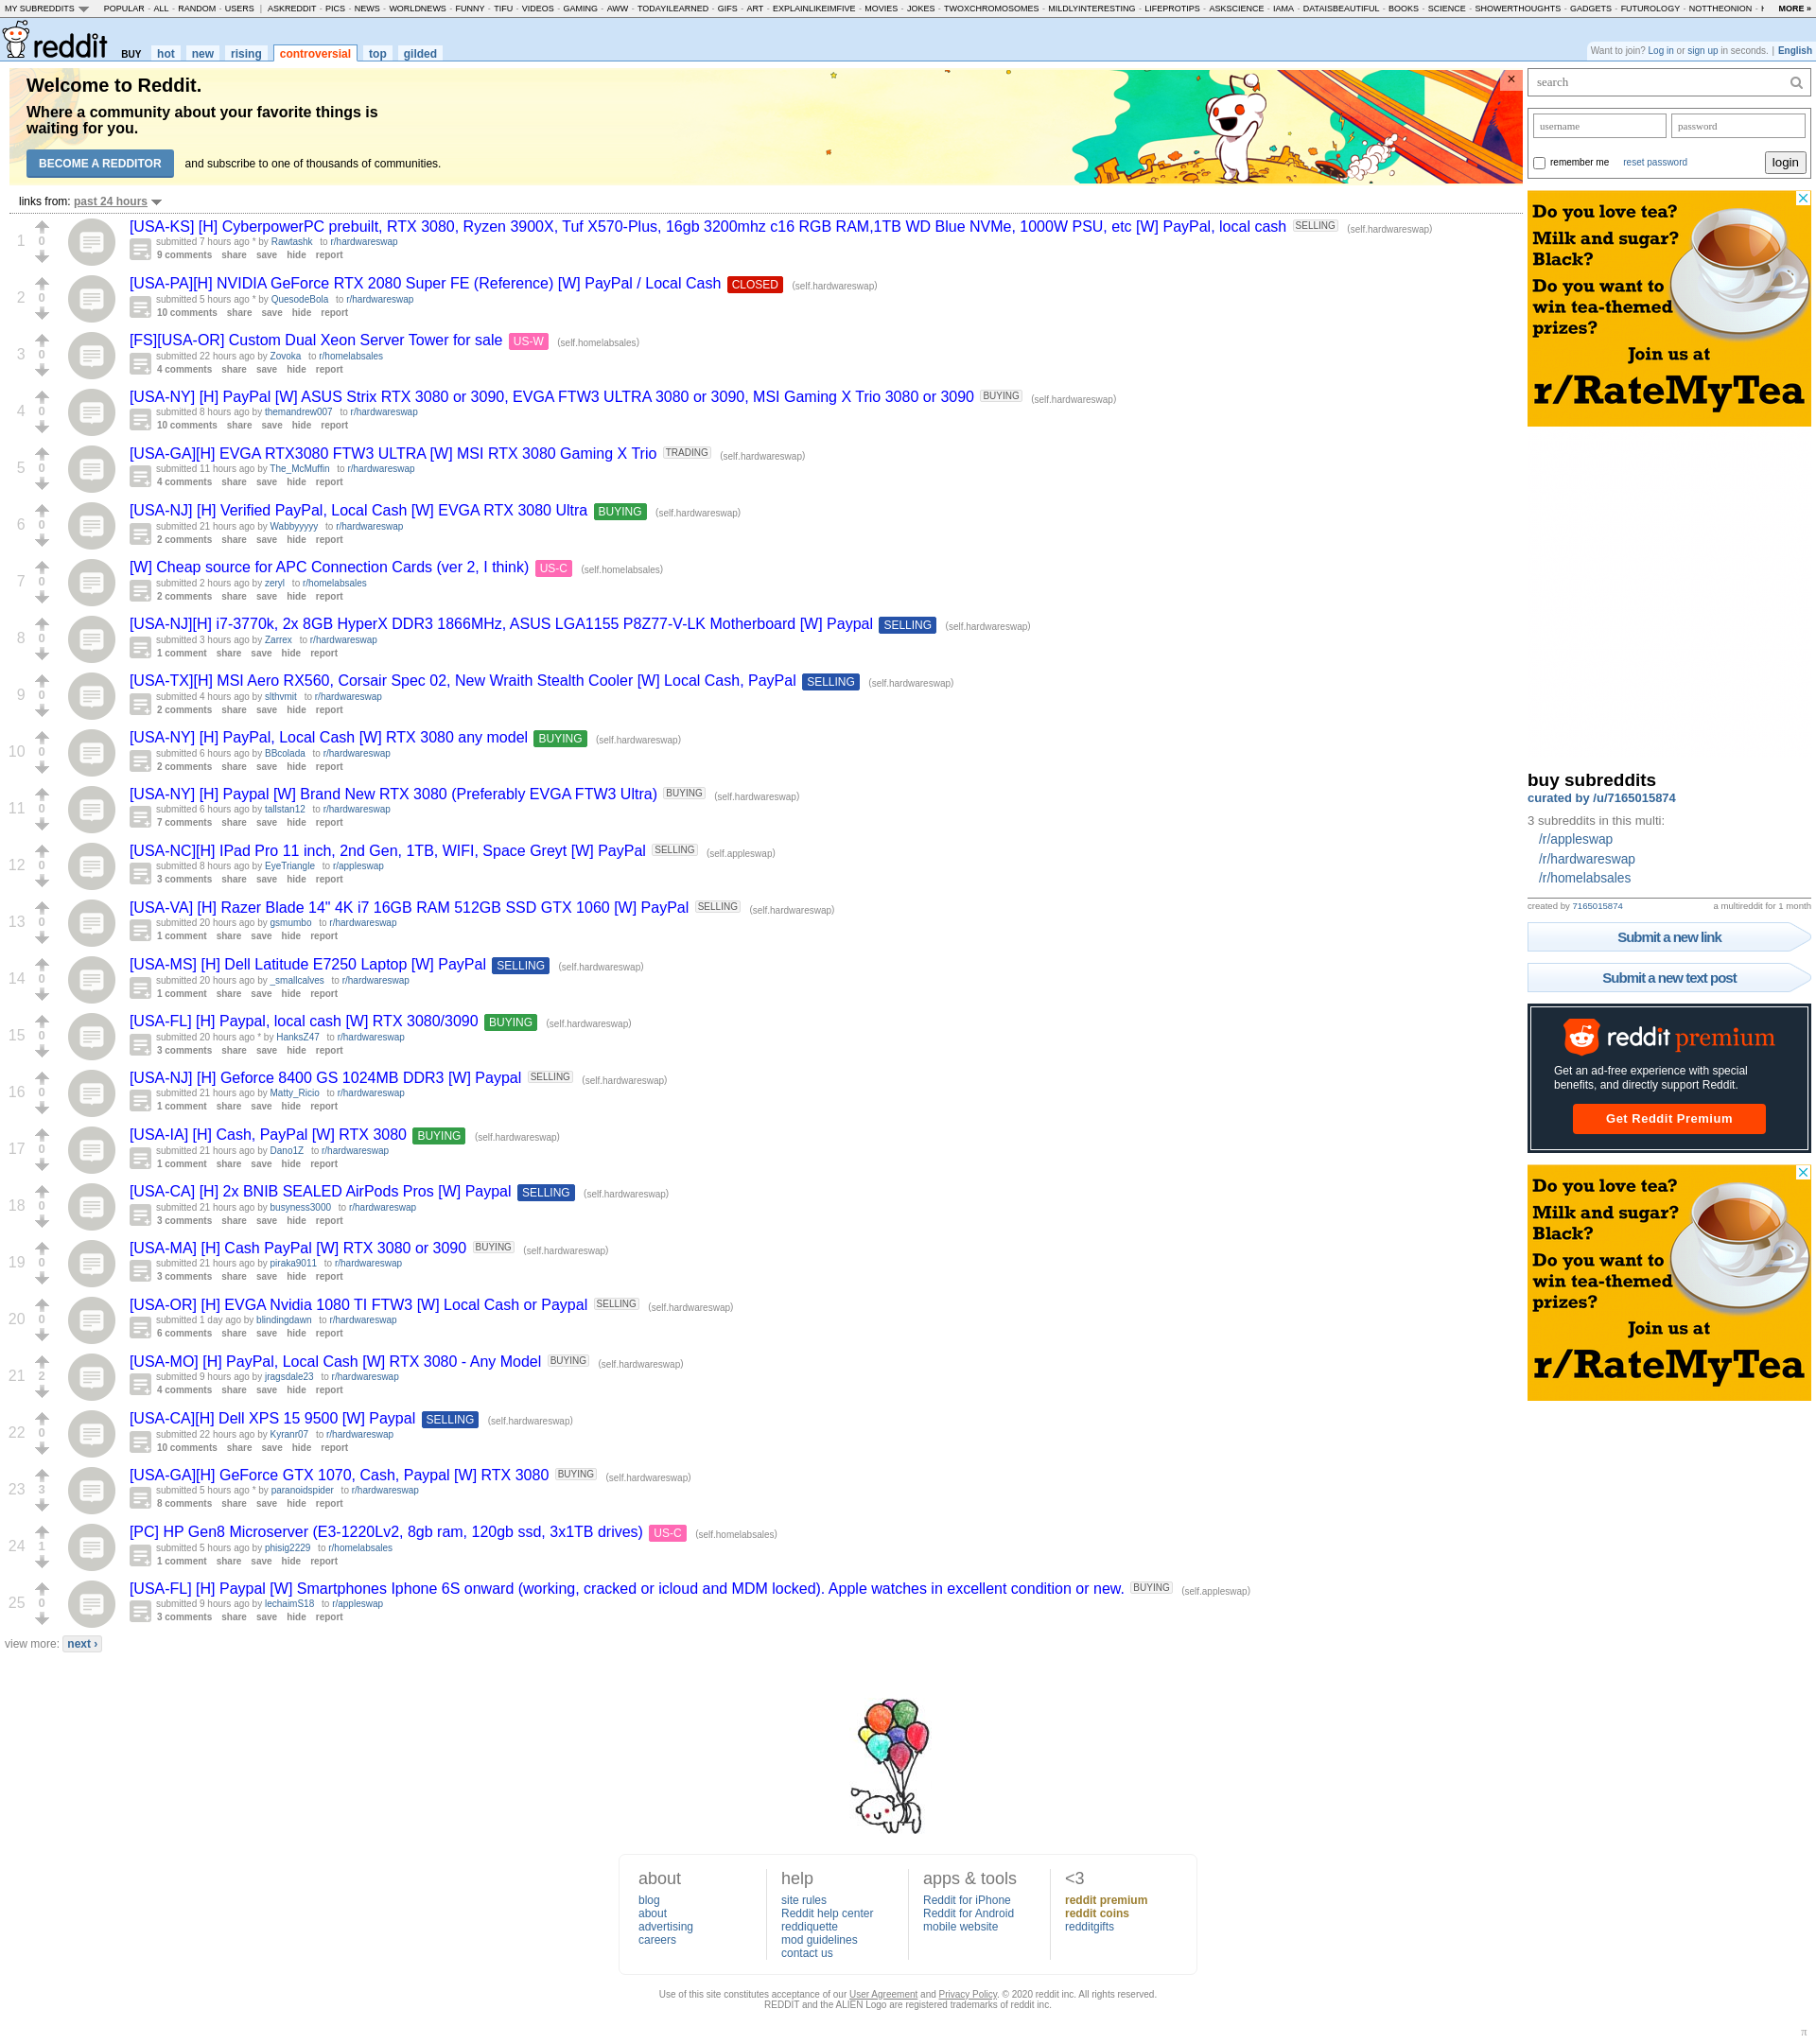 MY SUBREDDITS POPULAR - ALL - RANDOM - USERS | ASKREDDIT - PICS - NEWS - WORLDNEWS - FUNNY - TIFU - VIDEOS - GAMING - AWW - TODAYILEARNED - GIFS - ART - EXPLAINLIKEIMFIVE - MOVIES - JOKES - TWOXCHROMOSOMES - MILDLYINTERESTING - LIFEPROTIPS - ASKSCIENCE - IAMA - DATAISBEAUTIFUL - BOOKS - SCIENCE - SHOWERTHOUGHTS - GADGETS - FUTUROLOGY - NOTTHEONION - MORE »
reddit BUY hot new rising controversial top gilded
Want to join? Log in or sign up in seconds. | English
Welcome to Reddit.
Where a community about your favorite things is
waiting for you.
BECOME A REDDITOR and subscribe to one of thousands of communities.
links from: past 24 hours
1 0 [USA-KS] [H] CyberpowerPC prebuilt, RTX 3080, Ryzen 3900X, Tuf X570-Plus, 16gb 3200mhz c16 RGB RAM,1TB WD Blue NVMe, 1000W PSU, etc [W] PayPal, local cash SELLING (self.hardwareswap)
submitted 7 hours ago * by Rawtashk to r/hardwareswap
9 comments share save hide report
2 0 [USA-PA][H] NVIDIA GeForce RTX 2080 Super FE (Reference) [W] PayPal / Local Cash CLOSED (self.hardwareswap)
submitted 5 hours ago * by QuesodeBola to r/hardwareswap
10 comments share save hide report
3 0 [FS][USA-OR] Custom Dual Xeon Server Tower for sale US-W (self.homelabsales)
submitted 22 hours ago by Zovoka to r/homelabsales
4 comments share save hide report
4 0 [USA-NY] [H] PayPal [W] ASUS Strix RTX 3080 or 3090, EVGA FTW3 ULTRA 3080 or 3090, MSI Gaming X Trio 3080 or 3090 BUYING (self.hardwareswap)
submitted 8 hours ago by themandrew007 to r/hardwareswap
10 comments share save hide report
5 0 [USA-GA][H] EVGA RTX3080 FTW3 ULTRA [W] MSI RTX 3080 Gaming X Trio TRADING (self.hardwareswap)
submitted 11 hours ago by The_McMuffin to r/hardwareswap
4 comments share save hide report
6 0 [USA-NJ] [H] Verified PayPal, Local Cash [W] EVGA RTX 3080 Ultra BUYING (self.hardwareswap)
submitted 21 hours ago by Wabbyyyyy to r/hardwareswap
2 comments share save hide report
7 0 [W] Cheap source for APC Connection Cards (ver 2, I think) US-C (self.homelabsales)
submitted 2 hours ago by zeryl to r/homelabsales
2 comments share save hide report
8 0 [USA-NJ][H] i7-3770k, 2x 8GB HyperX DDR3 1866MHz, ASUS LGA1155 P8Z77-V-LK Motherboard [W] Paypal SELLING (self.hardwareswap)
submitted 3 hours ago by Zarrex to r/hardwareswap
1 comment share save hide report
9 0 [USA-TX][H] MSI Aero RX560, Corsair Spec 02, New Wraith Stealth Cooler [W] Local Cash, PayPal SELLING (self.hardwareswap)
submitted 4 hours ago by slthvmit to r/hardwareswap
2 comments share save hide report
10 0 [USA-NY] [H] PayPal, Local Cash [W] RTX 3080 any model BUYING (self.hardwareswap)
submitted 6 hours ago by BBcolada to r/hardwareswap
2 comments share save hide report
11 0 [USA-NY] [H] Paypal [W] Brand New RTX 3080 (Preferably EVGA FTW3 Ultra) BUYING (self.hardwareswap)
submitted 6 hours ago by tallstan12 to r/hardwareswap
7 comments share save hide report
12 0 [USA-NC][H] IPad Pro 11 inch, 2nd Gen, 1TB, WIFI, Space Greyt [W] PayPal SELLING (self.appleswap)
submitted 8 hours ago by EyeTriangle to r/appleswap
3 comments share save hide report
13 0 [USA-VA] [H] Razer Blade 14" 4K i7 16GB RAM 512GB SSD GTX 1060 [W] PayPal SELLING (self.hardwareswap)
submitted 20 hours ago by gsmumbo to r/hardwareswap
1 comment share save hide report
14 0 [USA-MS] [H] Dell Latitude E7250 Laptop [W] PayPal SELLING (self.hardwareswap)
submitted 20 hours ago by _smallcalves to r/hardwareswap
1 comment share save hide report
15 0 [USA-FL] [H] Paypal, local cash [W] RTX 3080/3090 BUYING (self.hardwareswap)
submitted 20 hours ago * by HanksZ47 to r/hardwareswap
3 comments share save hide report
16 0 [USA-NJ] [H] Geforce 8400 GS 1024MB DDR3 [W] Paypal SELLING (self.hardwareswap)
submitted 21 hours ago by Matty_Ricio to r/hardwareswap
1 comment share save hide report
17 0 [USA-IA] [H] Cash, PayPal [W] RTX 3080 BUYING (self.hardwareswap)
submitted 21 hours ago by Dano1Z to r/hardwareswap
1 comment share save hide report
18 0 [USA-CA] [H] 2x BNIB SEALED AirPods Pros [W] Paypal SELLING (self.hardwareswap)
submitted 21 hours ago by busyness3000 to r/hardwareswap
3 comments share save hide report
19 0 [USA-MA] [H] Cash PayPal [W] RTX 3080 or 3090 BUYING (self.hardwareswap)
submitted 21 hours ago by piraka9011 to r/hardwareswap
3 comments share save hide report
20 0 [USA-OR] [H] EVGA Nvidia 1080 TI FTW3 [W] Local Cash or Paypal SELLING (self.hardwareswap)
submitted 1 day ago by blindingdawn to r/hardwareswap
6 comments share save hide report
21 2 [USA-MO] [H] PayPal, Local Cash [W] RTX 3080 - Any Model BUYING (self.hardwareswap)
submitted 9 hours ago by jragsdale23 to r/hardwareswap
4 comments share save hide report
22 0 [USA-CA][H] Dell XPS 15 9500 [W] Paypal SELLING (self.hardwareswap)
submitted 22 hours ago by Kyranr07 to r/hardwareswap
10 comments share save hide report
23 3 [USA-GA][H] GeForce GTX 1070, Cash, Paypal [W] RTX 3080 BUYING (self.hardwareswap)
submitted 5 hours ago * by paranoidspider to r/hardwareswap
8 comments share save hide report
24 1 [PC] HP Gen8 Microserver (E3-1220Lv2, 8gb ram, 120gb ssd, 3x1TB drives) US-C (self.homelabsales)
submitted 5 hours ago by phisig2229 to r/homelabsales
1 comment share save hide report
25 0 [USA-FL] [H] Paypal [W] Smartphones Iphone 6S onward (working, cracked or icloud and MDM locked). Apple watches in excellent condition or new. BUYING (self.appleswap)
submitted 9 hours ago by lechaimS18 to r/appleswap
3 comments share save hide report
view more: next ›
search
username password
remember me reset password login
Do you love tea?
Milk and sugar?
Black?
Do you want to
win tea-themed
prizes?
Join us at
r/RateMyTea
buy subreddits
curated by /u/7165015874
3 subreddits in this multi:
/r/appleswap
/r/hardwareswap
/r/homelabsales
created by 7165015874 a multireddit for 1 month
Submit a new link
Submit a new text post
reddit premium
Get an ad-free experience with special
benefits, and directly support Reddit.
Get Reddit Premium
Do you love tea?
Milk and sugar?
Black?
Do you want to
win tea-themed
prizes?
Join us at
r/RateMyTea
about
blog
about
advertising
careers
help
site rules
Reddit help center
reddiquette
mod guidelines
contact us
apps & tools
Reddit for iPhone
Reddit for Android
mobile website
<3
reddit premium
reddit coins
redditgifts
Use of this site constitutes acceptance of our User Agreement and Privacy Policy. © 2020 reddit inc. All rights reserved.
REDDIT and the ALIEN Logo are registered trademarks of reddit inc.
π